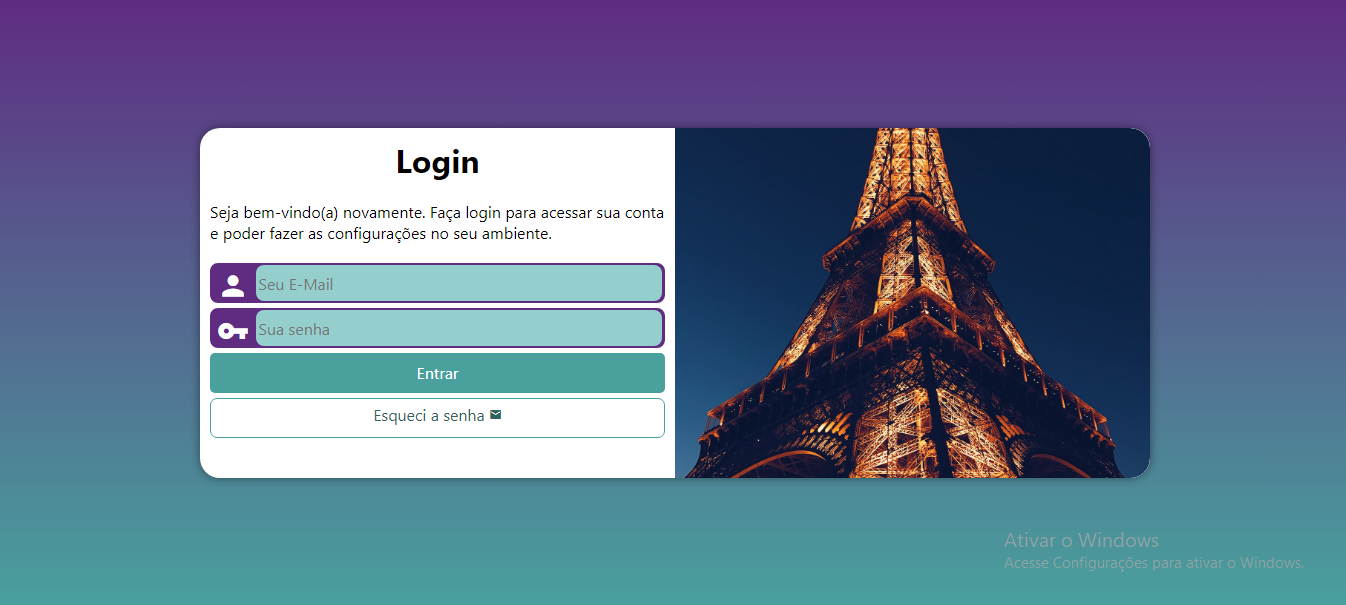 Login
Seja bem-vindo(a) novamente. Faça login para acessar sua conta
e poder fazer as configurações no seu ambiente.
Seu E-Mail
Sua senha
Entrar
Esqueci a senha
Ativar o Windows
Acesse Configurações para ativar o Windows.